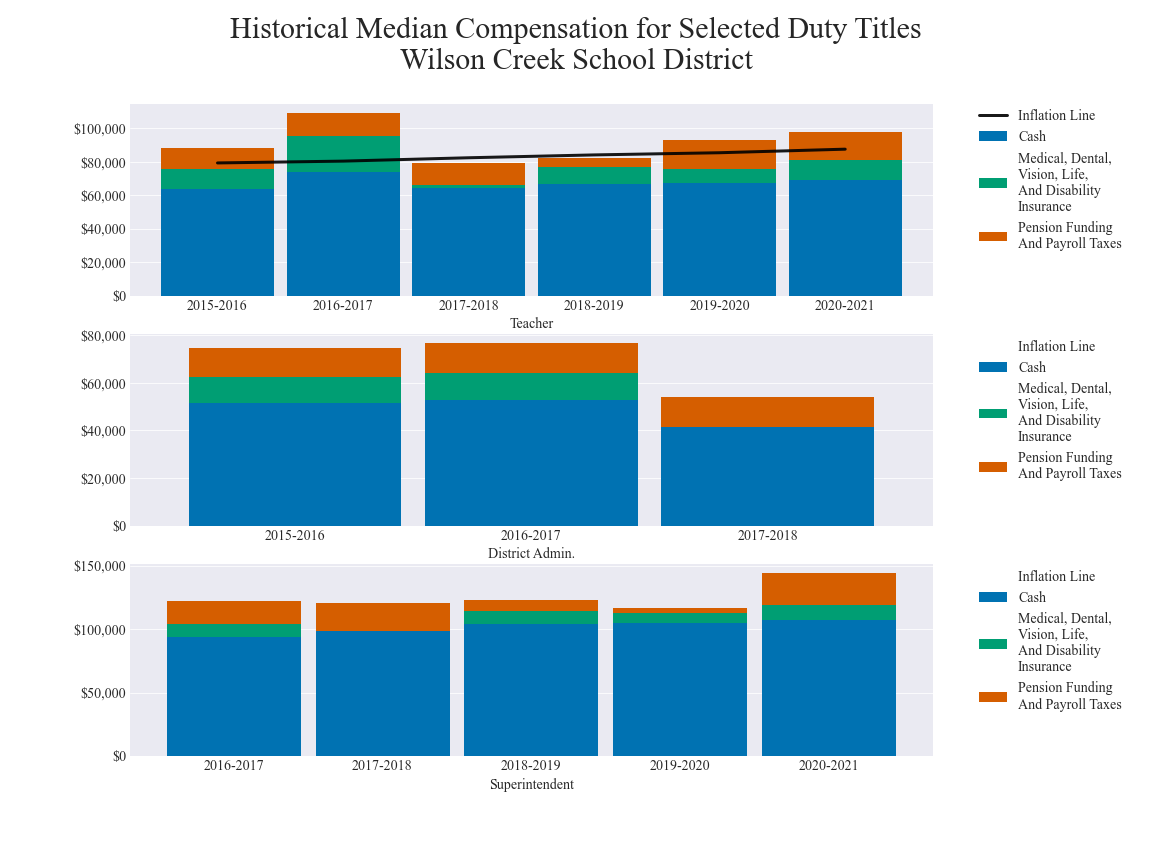 Historical Median Compensation for Selected Duty Titles
Wilson Creek School District
$100,000
$80,000
$60,000
$40,000
$20,000
$0
2015-2016
2016-2017
2017-2018
2018-2019
2019-2020
2020-2021
Teacher
Inflation Line
Cash
Medical, Dental,
Vision, Life,
And Disability
Insurance
Pension Funding
And Payroll Taxes
$80,000
$60,000
$40,000
$20,000
$0
2015-2016
2016-2017
2017-2018
District Admin.
Inflation Line
Cash
Medical, Dental,
Vision, Life,
And Disability
Insurance
Pension Funding
And Payroll Taxes
$150,000
$100,000
$50,000
$0
2016-2017
2017-2018
2018-2019
2019-2020
2020-2021
Superintendent
Inflation Line
Cash
Medical, Dental,
Vision, Life,
And Disability
Insurance
Pension Funding
And Payroll Taxes